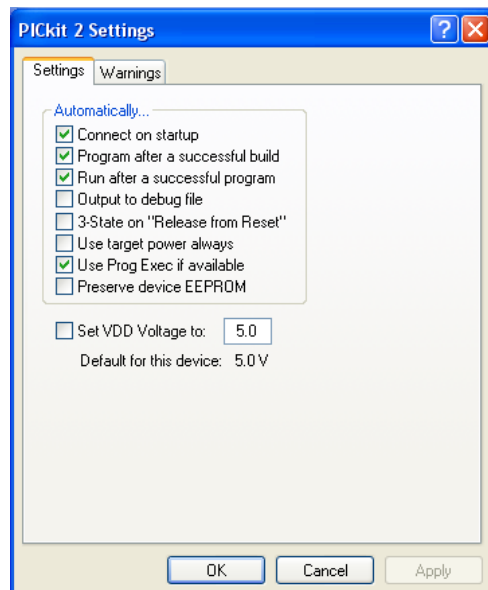 PICkit 2 Settings
Settings Warnings
Automatically...
Connect on startup
Program after a successful build
Run after a successful program
Output to debug file
3-State on "Release from Reset"
Use target power always
Use Prog Exec if available
Preserve device EEPROM
Set VDD Voltage to: 5.0
Default for this device: 5.0 V
OK Cancel Apply